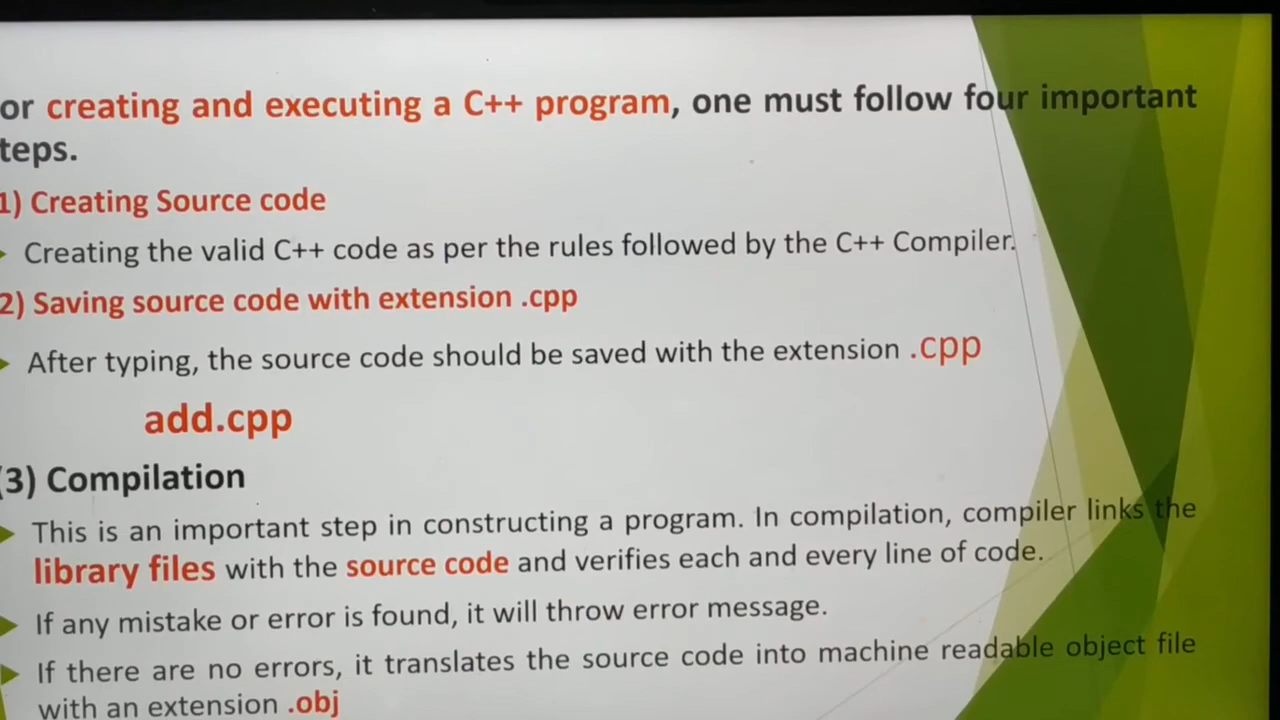 or creating and executing a C++ program, one must follow four important
teps.
1) Creating Source code
Creating the valid C++ code as per the rules followed by the C++ Compiler.
2) Saving source code with extension .cpp
After typing, the source code should be saved with the extension .cpp
add.cpp
(3) Compilation
This is an important step in constructing a program. In compilation, compiler links the
library files with the source code and verifies each and every line of code.
If any mistake or error is found, it will throw error message.
If there are no errors, it translates the source code into machine readable object file
with an extension .obj